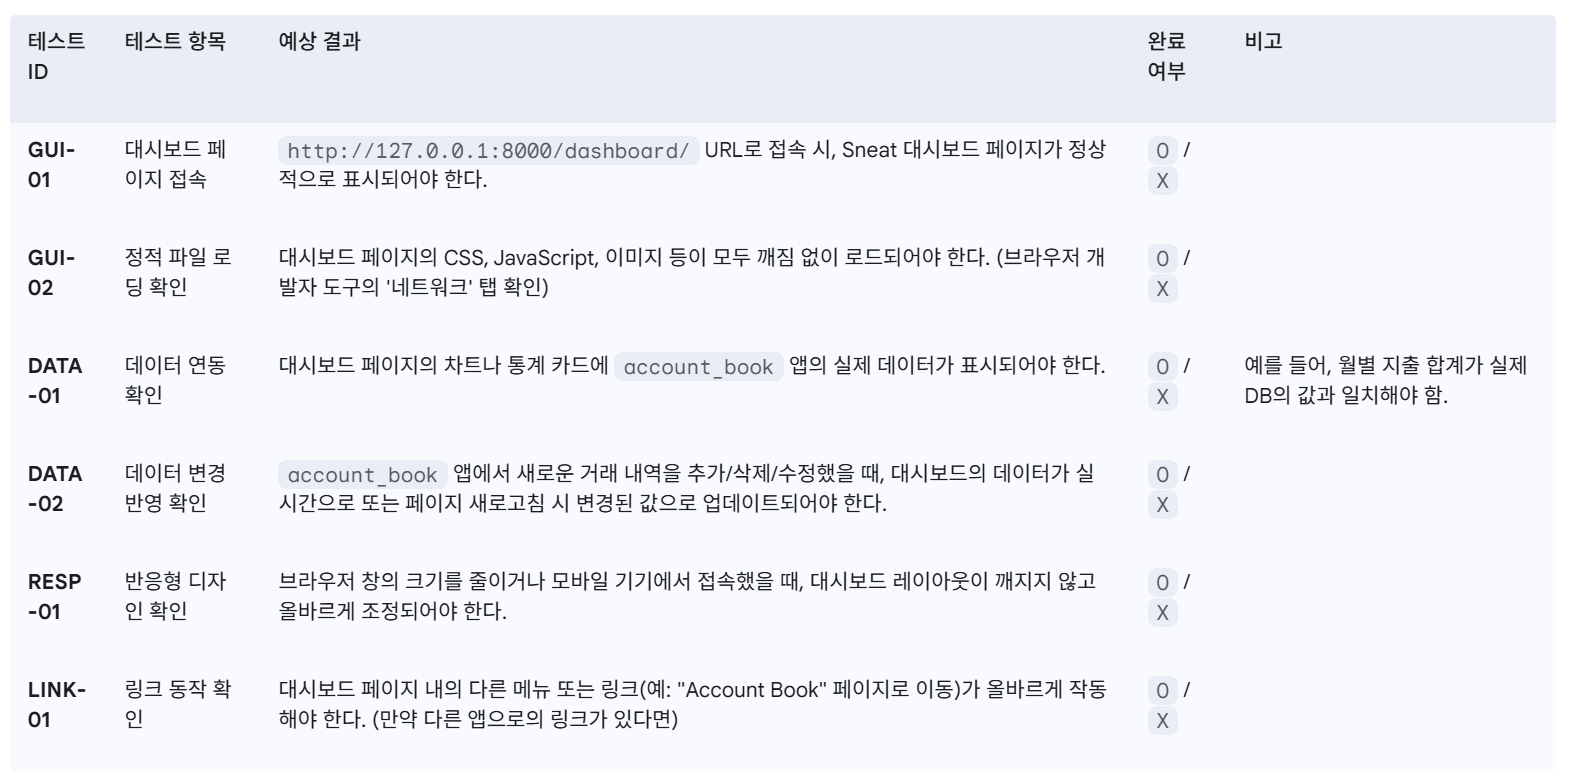 테스트 ID 테스트 항목 예상 결과 완료 여부 비고
GUI-01 대시보드 페이지 접속 http://127.0.0.1:8000/dashboard/ URL로 접속 시, Sneat 대시보드 페이지가 정상적으로 표시되어야 한다. O / X
GUI-02 정적 파일 로딩 확인 대시보드 페이지의 CSS, JavaScript, 이미지 등이 모두 깨짐 없이 로드되어야 한다. (브라우저 개발자 도구의 '네트워크' 탭 확인) O / X
DATA-01 데이터 연동 확인 대시보드 페이지의 차트나 통계 카드에 account_book 앱의 실제 데이터가 표시되어야 한다. O / X 예를 들어, 월별 지출 합계가 실제 DB의 값과 일치해야 함.
DATA-02 데이터 변경 반영 확인 account_book 앱에서 새로운 거래 내역을 추가/삭제/수정했을 때, 대시보드의 데이터가 실시간으로 또는 페이지 새로고침 시 변경된 값으로 업데이트되어야 한다. O / X
RESP-01 반응형 디자인 확인 브라우저 창의 크기를 줄이거나 모바일 기기에서 접속했을 때, 대시보드 레이아웃이 깨지지 않고 올바르게 조정되어야 한다. O / X
LINK-01 링크 동작 확인 대시보드 페이지 내의 다른 메뉴 또는 링크(예: "Account Book" 페이지로 이동)가 올바르게 작동해야 한다. (만약 다른 앱으로의 링크가 있다면) O / X